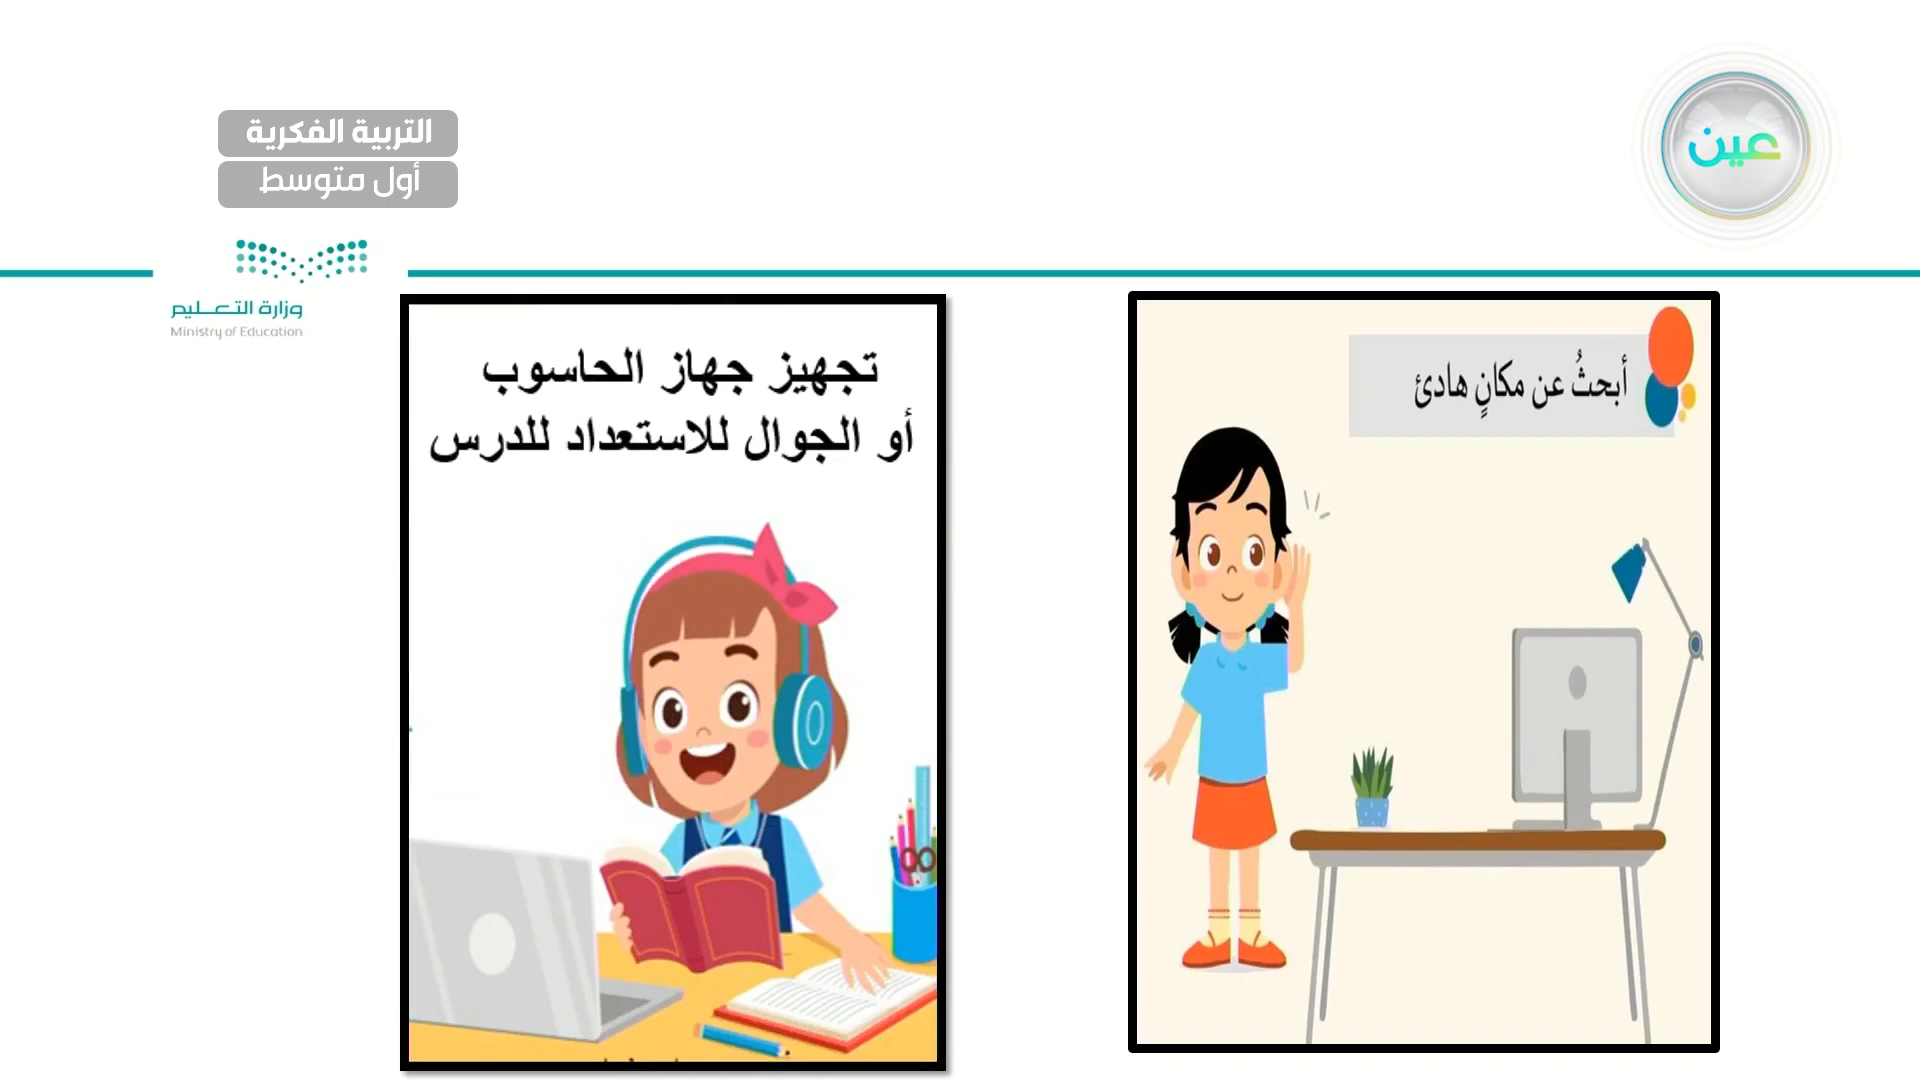 التربية الفكرية
أول متوسط
عين
وزارة التعليم
Ministry of Education
أبحثُ عن مكانٍ هادئ
تجهيز جهاز الحاسوب
أو الجوال للاستعداد للدرس